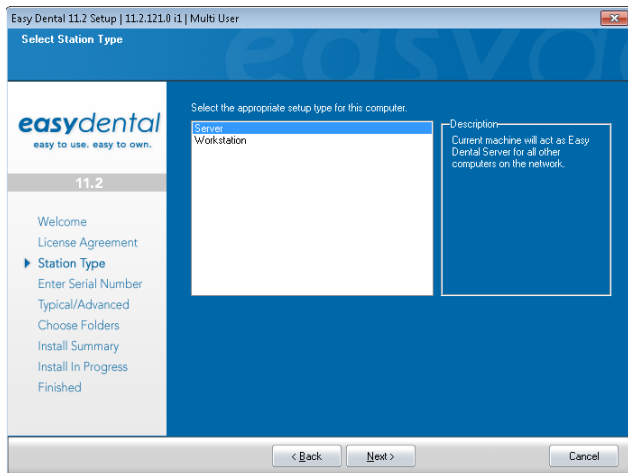 Easy Dental 11.2 Setup | 11.2.121.0 i1 | Multi User
Select Station Type
easydental
easydental
easy to use. easy to own.
11.2
Welcome
License Agreement
Station Type
Enter Serial Number
Typical/Advanced
Choose Folders
Install Summary
Install In Progress
Finished
Select the appropriate setup type for this computer.
Server
Workstation
Description
Current machine will act as Easy
Dental Server for all other
computers on the network.
< Back
Next >
Cancel